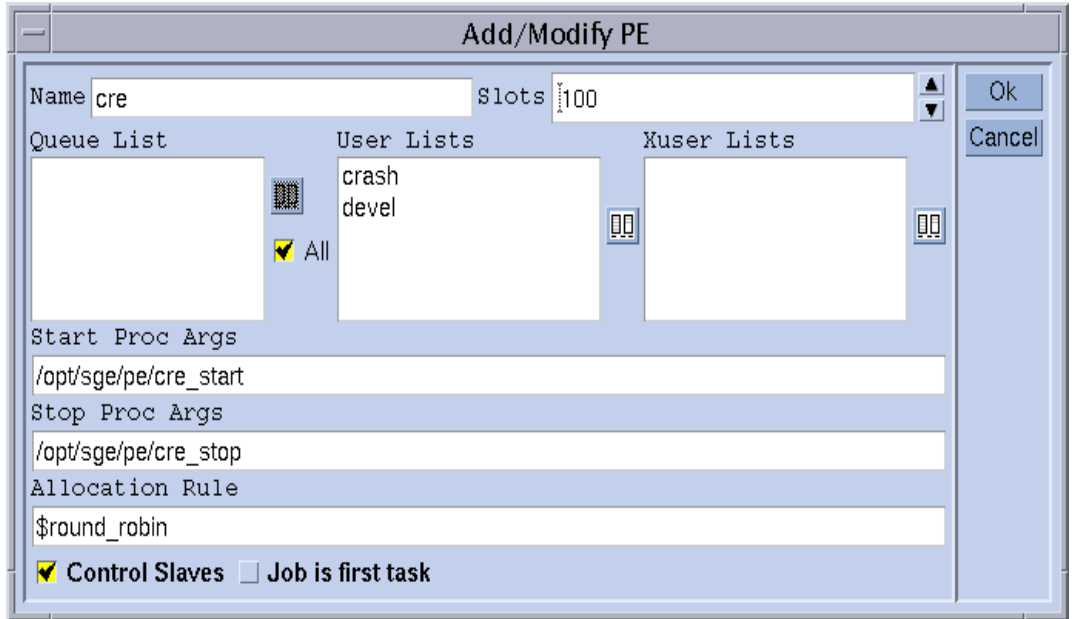 Add/Modify PE
Name cre Slots 100 Ok
Queue List User Lists Xuser Lists Cancel
crash
devel
All
Start Proc Args
/opt/sge/pe/cre_start
Stop Proc Args
/opt/sge/pe/cre_stop
Allocation Rule
$round_robin
Control Slaves Job is first task